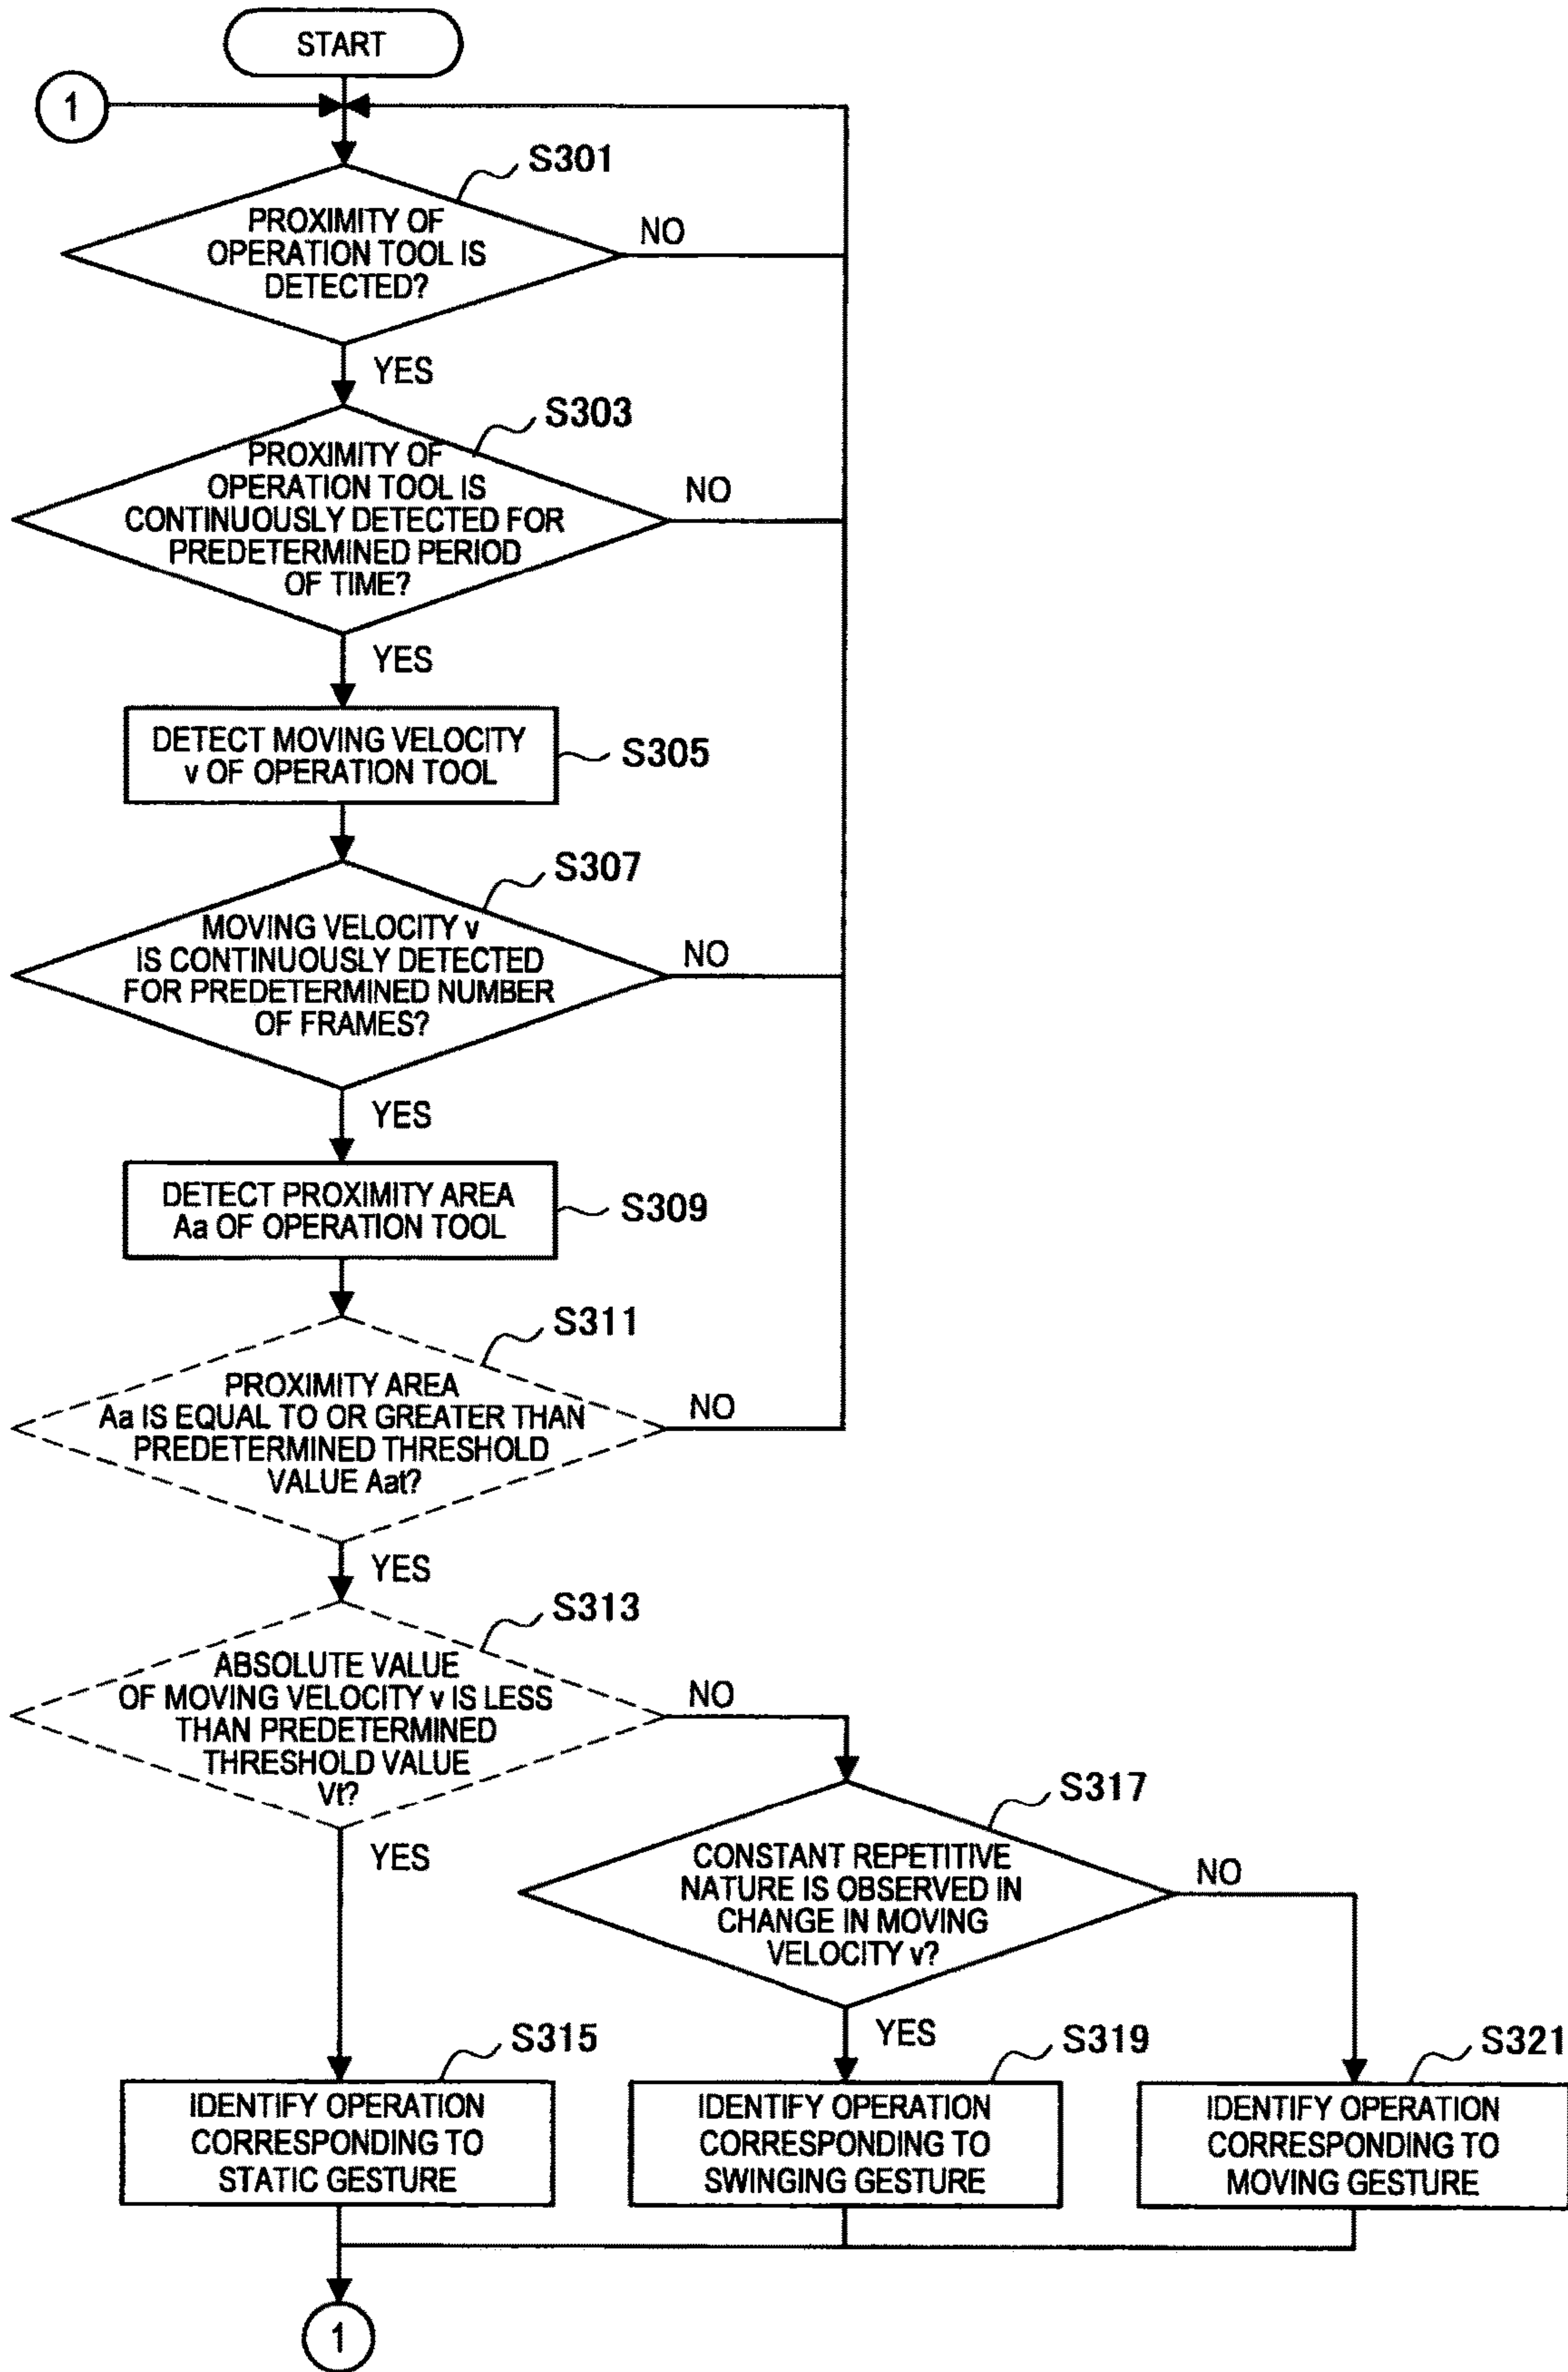 START
1
S301
PROXIMITY OF
OPERATION TOOL IS
DETECTED?
NO
YES
S303
PROXIMITY OF
OPERATION TOOL IS
CONTINUOUSLY DETECTED FOR
PREDETERMINED PERIOD
OF TIME?
NO
YES
DETECT MOVING VELOCITY
v OF OPERATION TOOL
S305
S307
MOVING VELOCITY v
IS CONTINUOUSLY DETECTED
FOR PREDETERMINED NUMBER
OF FRAMES?
NO
YES
DETECT PROXIMITY AREA
Aa OF OPERATION TOOL
S309
S311
PROXIMITY AREA
Aa IS EQUAL TO OR GREATER THAN
PREDETERMINED THRESHOLD
VALUE Aat?
NO
YES
S313
ABSOLUTE VALUE
OF MOVING VELOCITY v IS LESS
THAN PREDETERMINED
THRESHOLD VALUE
Vt?
NO
YES
S317
CONSTANT REPETITIVE
NATURE IS OBSERVED IN
CHANGE IN MOVING
VELOCITY v?
NO
YES
S315
IDENTIFY OPERATION
CORRESPONDING TO
STATIC GESTURE
S319
IDENTIFY OPERATION
CORRESPONDING TO
SWINGING GESTURE
S321
IDENTIFY OPERATION
CORRESPONDING TO
MOVING GESTURE
1